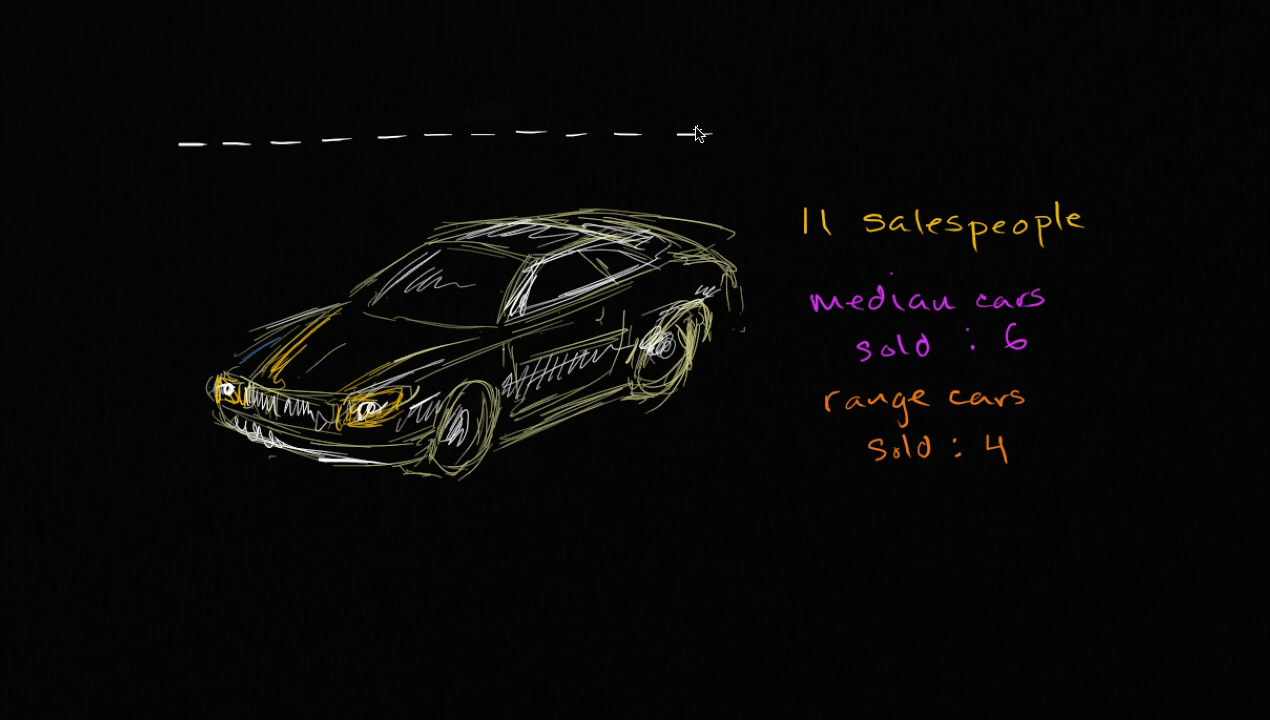 11 salespeople
median cars
sold : 6
range cars
sold : 4